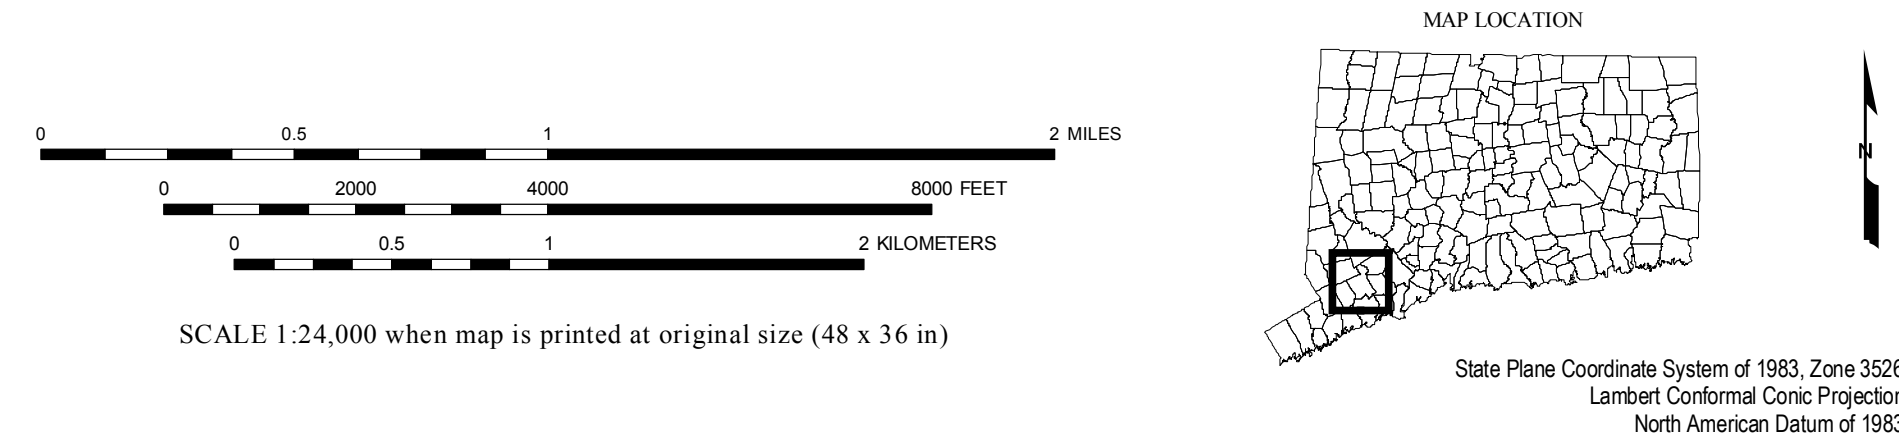 MAP LOCATION
0 0.5 1 2 MILES
0 2000 4000 8000 FEET
0 0.5 1 2 KILOMETERS
N
SCALE 1:24,000 when map is printed at original size (48 x 36 in)
State Plane Coordinate System of 1983, Zone 3526
Lambert Conformal Conic Projection
North American Datum of 1983